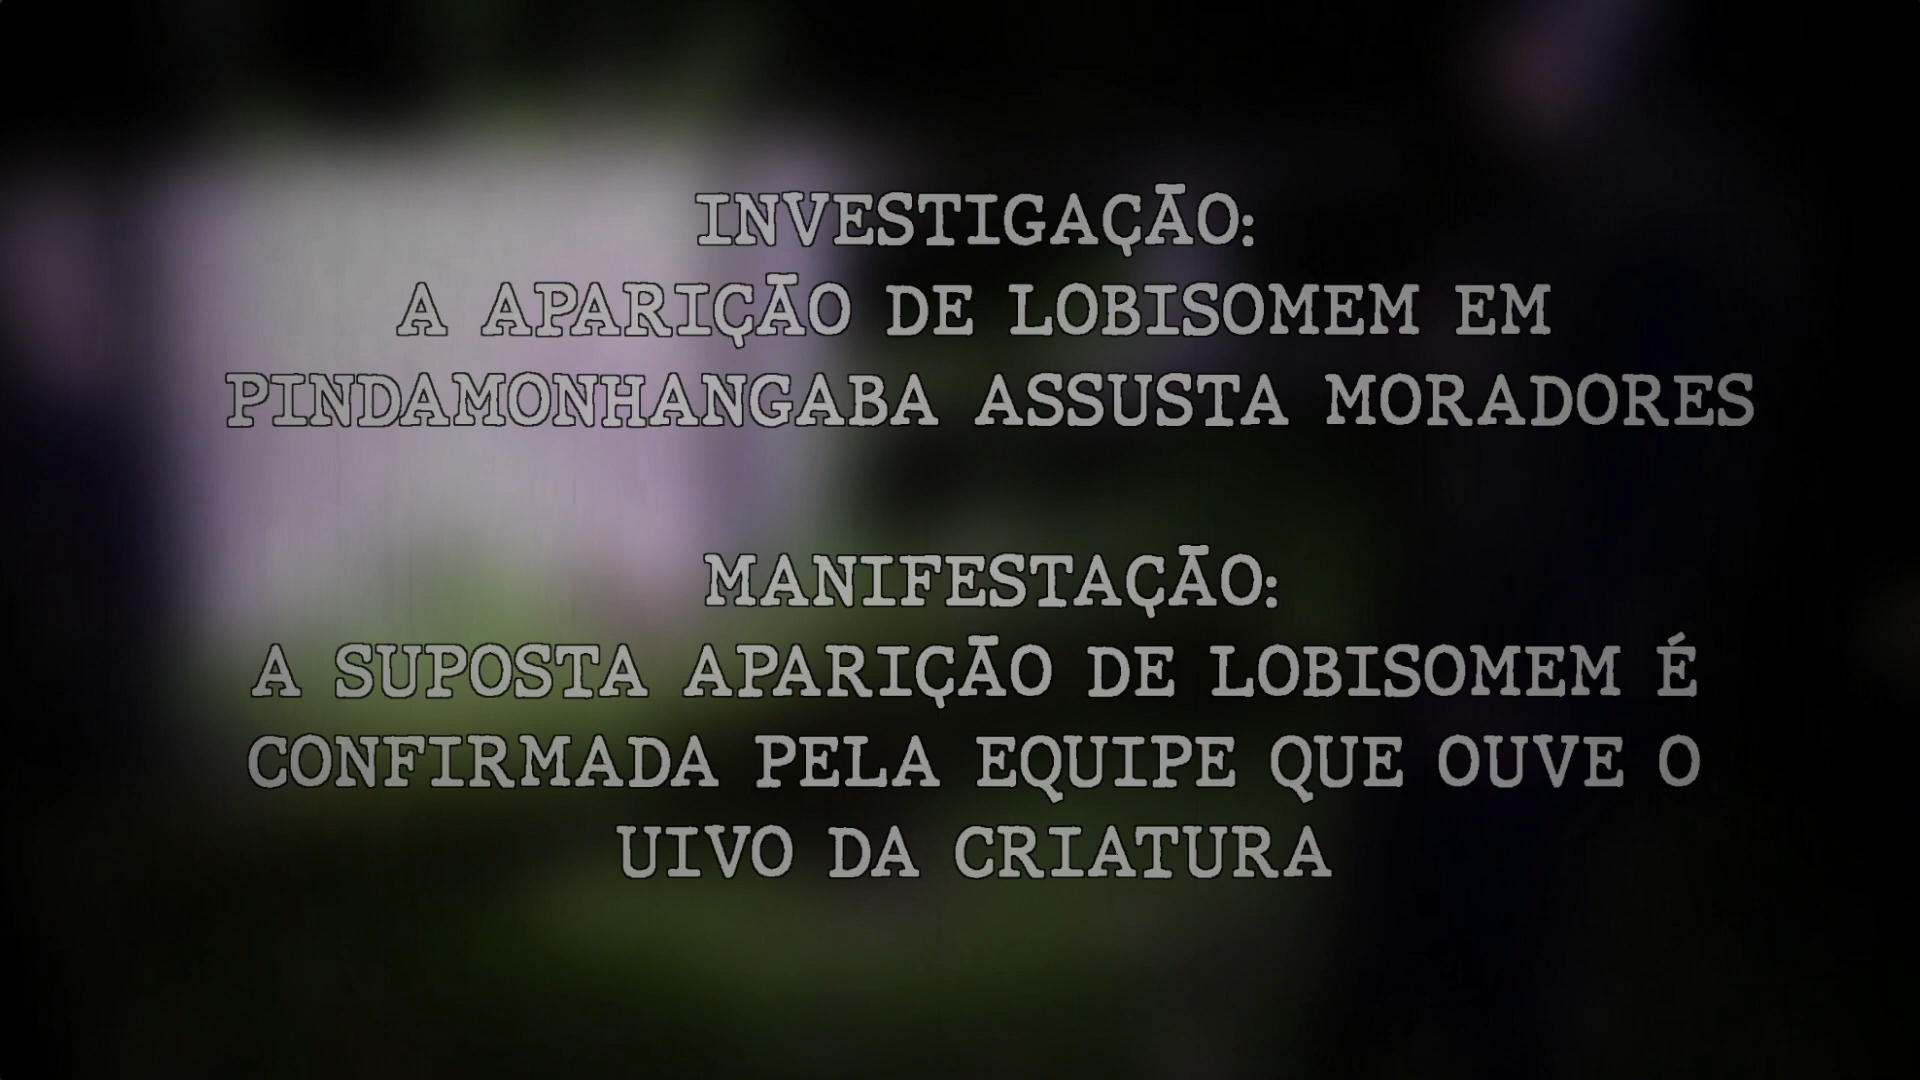 INVESTIGAÇÃO:
A APARIÇÃO DE LOBISOMEM EM
PINDAMONHANGABA ASSUSTA MORADORES
MANIFESTAÇÃO:
A SUPOSTA APARIÇÃO DE LOBISOMEM É
CONFIRMADA PELA EQUIPE QUE OUVE O
UIVO DA CRIATURA